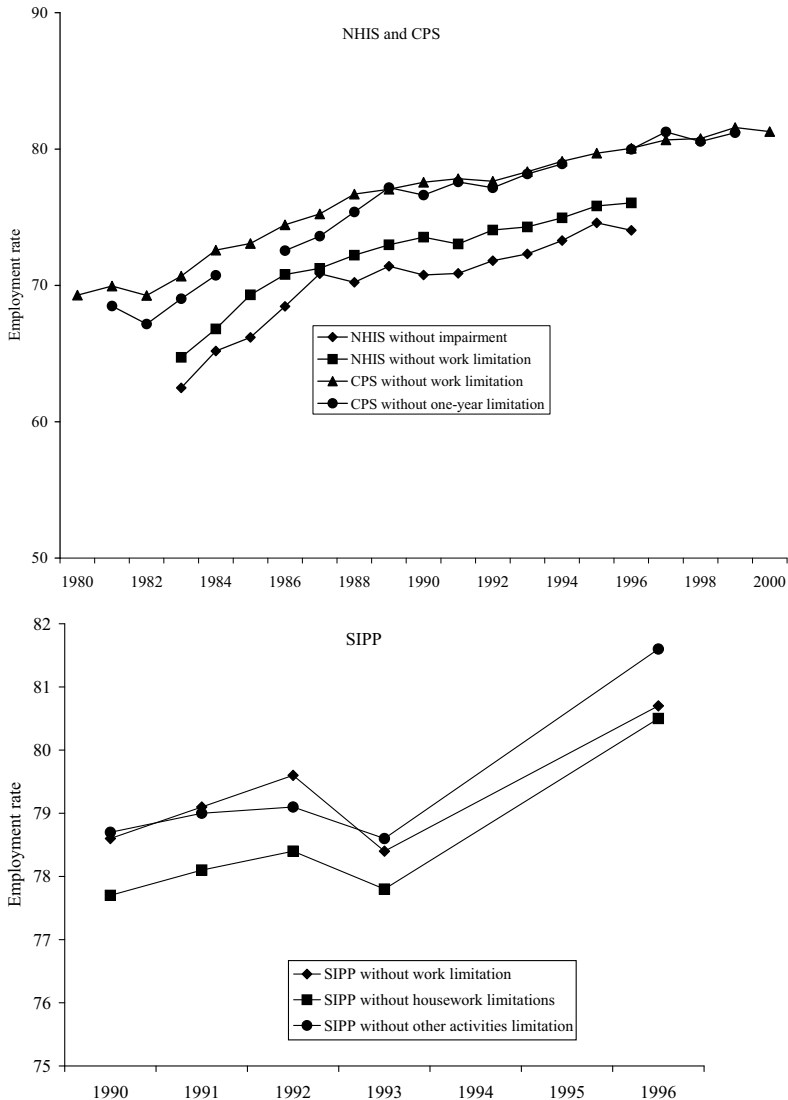 NHIS and CPS
90
80
70
60
50
Employment rate
NHIS without impairment
NHIS without work limitation
CPS without work limitation
CPS without one-year limitation
1980 1982 1984 1986 1988 1990 1992 1994 1996 1998 2000
SIPP
82
81
80
79
78
77
76
75
Employment rate
SIPP without work limitation
SIPP without housework limitations
SIPP without other activities limitation
1990 1991 1992 1993 1994 1995 1996